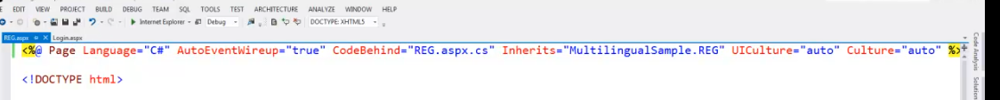 E EDIT VIEW PROJECT BUILD DEBUG TEAM SQL TOOLS TEST ARCHITECTURE ANALYZE WINDOW HELP
Internet Explorer Debug DOCTYPE: XHTML5
REG.aspx Login.aspx
<%@ Page Language="C#" AutoEventWireup="true" CodeBehind="REG.aspx.cs" Inherits="MultilingualSample.REG" UICulture="auto" Culture="auto" %>
<!DOCTYPE html>
Code Analysis
Solution